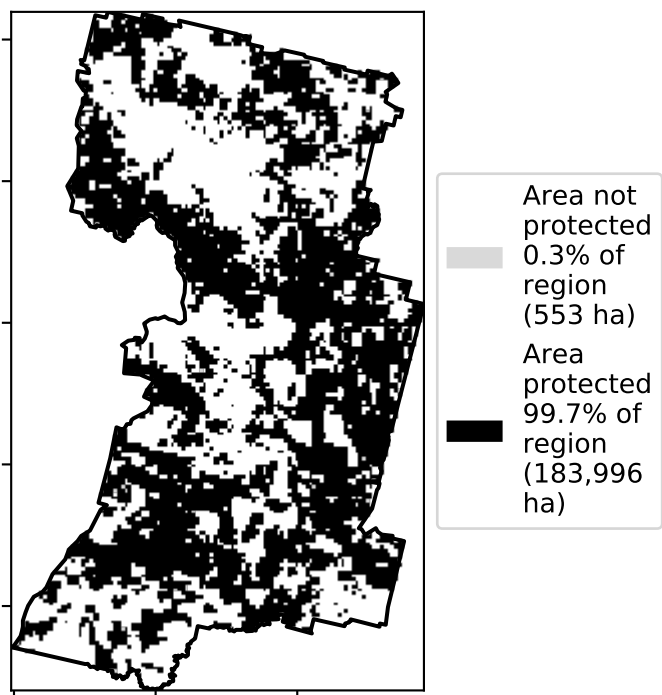 Area not
protected
0.3% of
region
(553 ha)
Area
protected
99.7% of
region
(183,996
ha)